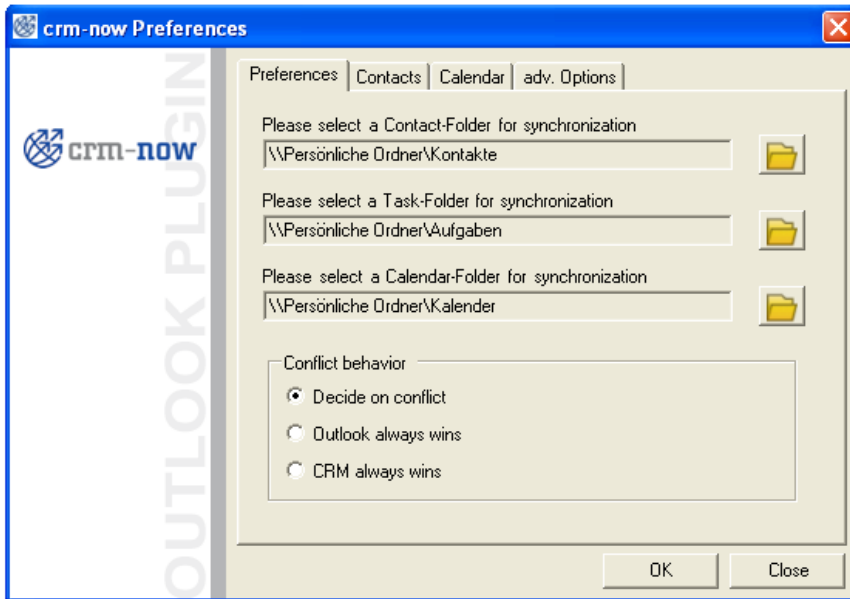 crm-now Preferences
OUTLOOK PLUGIN
crm-now
Preferences
Contacts
Calendar
adv. Options
Please select a Contact-Folder for synchronization
\\Persönliche Ordner\Kontakte
Please select a Task-Folder for synchronization
\\Persönliche Ordner\Aufgaben
Please select a Calendar-Folder for synchronization
\\Persönliche Ordner\Kalender
Conflict behavior
Decide on conflict
Outlook always wins
CRM always wins
OK
Close